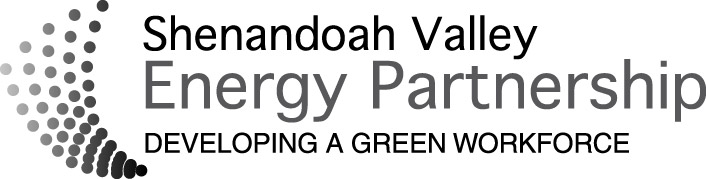 Shenandoah Valley
Energy Partnership
DEVELOPING A GREEN WORKFORCE